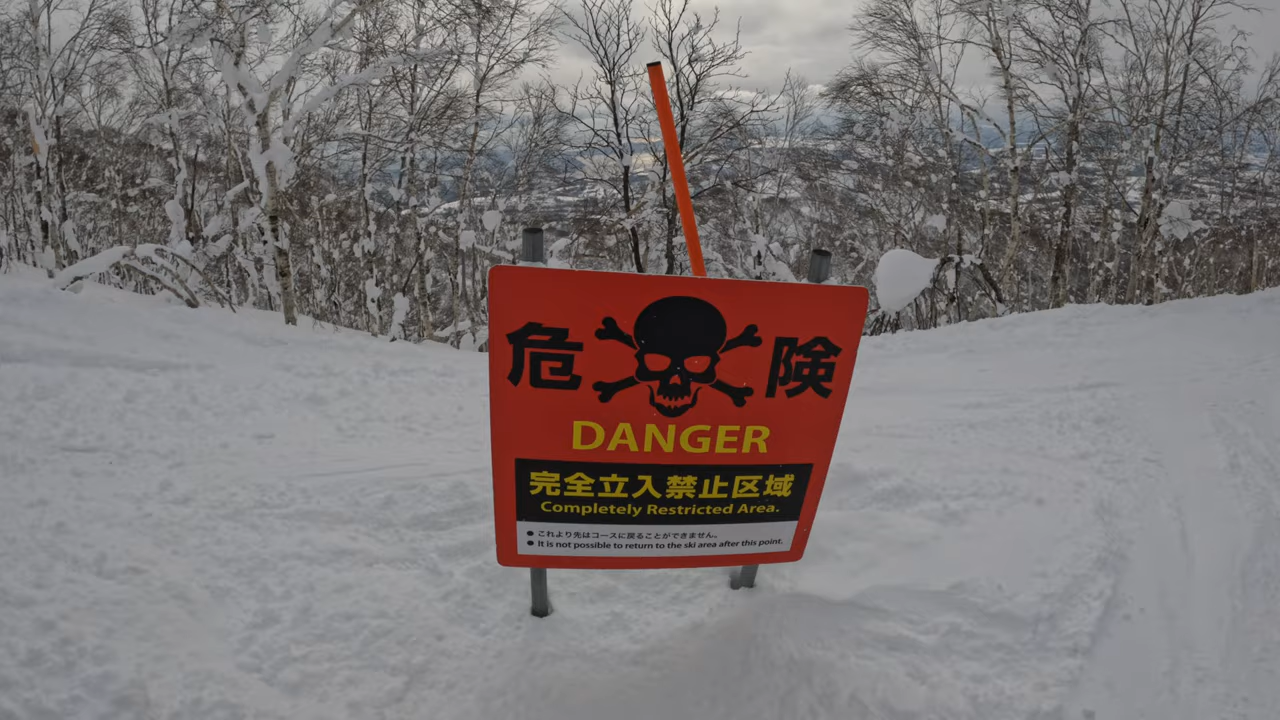 危険
DANGER
完全立入禁止区域
Completely Restricted Area.
● これより先はコースに戻ることができません。
● It is not possible to return to the ski area after this point.